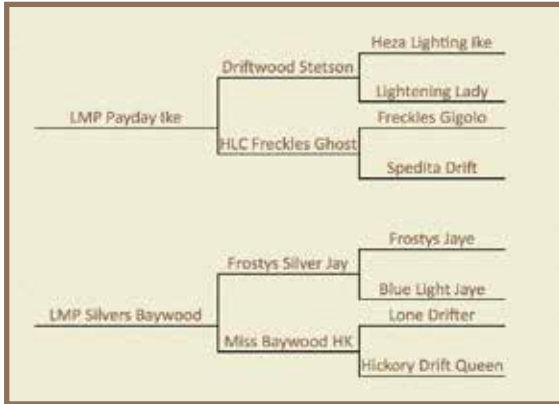 Heza Lighting Ike
Driftwood Stetson
Lightening Lady
LMP Payday Ike
Freckles Gigolo
HLC Freckles Ghost
Spedita Drift
Frostys Jaye
Frostys Silver Jay
Blue Light Jaye
LMP Silvers Baywood
Lone Drifter
Miss Baywood HK
Hickory Drift Queen